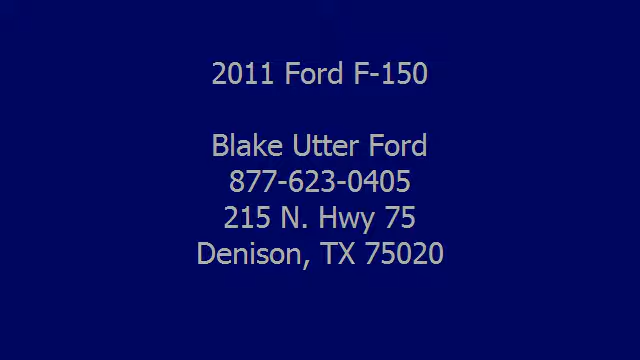 2011 Ford F-150
Blake Utter Ford
877-623-0405
215 N. Hwy 75
Denison, TX 75020